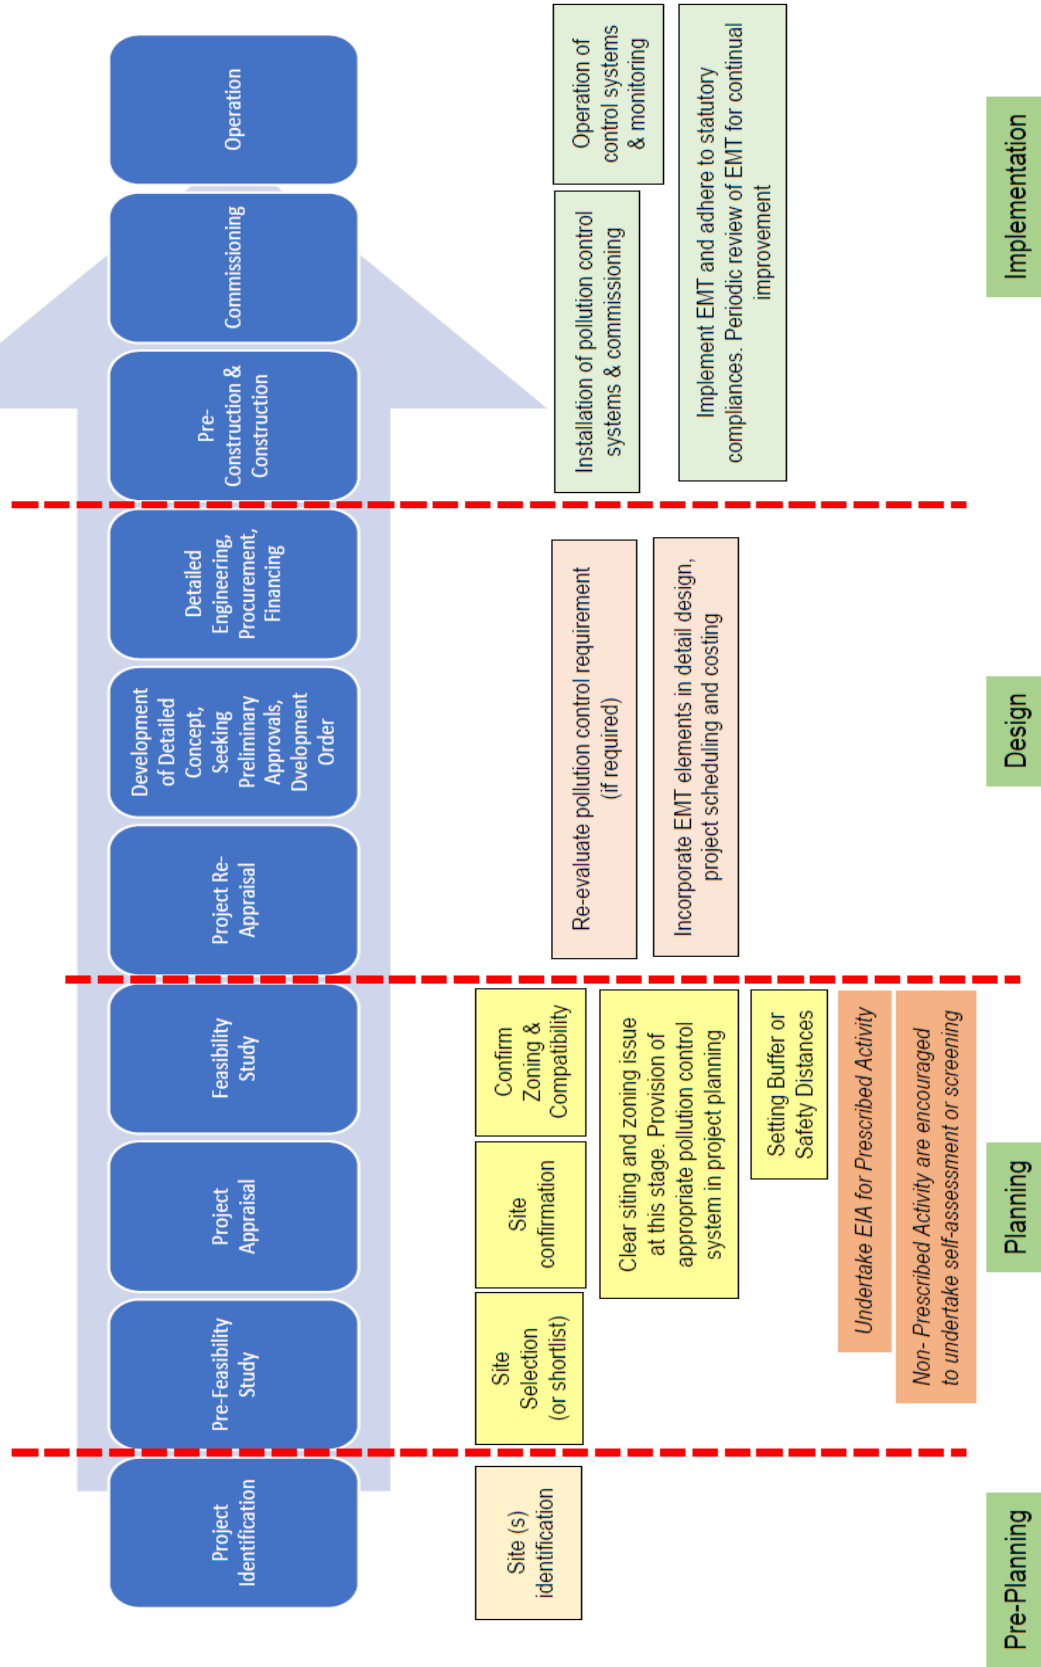 Project
Identification
Pre-Feasibility
Study
Project
Appraisal
Feasibility
Study
Project Re-
Appraisal
Development
of Detailed
Concept,
Seeking
Preliminary
Approvals,
Dvelopment
Order
Detailed
Engineering,
Procurement,
Financing
Pre-
Construction &
Construction
Commissioning
Operation
Site (s)
identification
Site
Selection
(or shortlist)
Site
confirmation
Confirm
Zoning &
Compatibility
Clear siting and zoning issue
at this stage. Provision of
appropriate pollution control
system in project planning
Setting Buffer or
Safety Distances
Undertake EIA for Prescribed Activity
Non- Prescribed Activity are encouraged
to undertake self-assessment or screening
Re-evaluate pollution control requirement
(if required)
Incorporate EMT elements in detail design,
project scheduling and costing
Installation of pollution control
systems & commissioning
Operation of
control systems
& monitoring
Implement EMT and adhere to statutory
compliances. Periodic review of EMT for continual
improvement
Pre-Planning
Planning
Design
Implementation